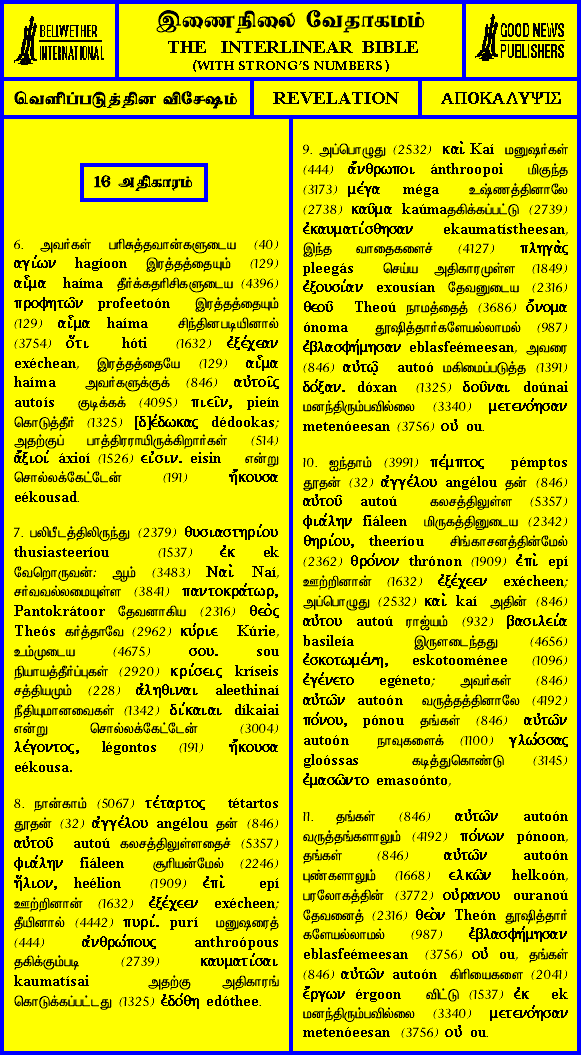 BELLWETHER
INTERNATIONAL
இணைநிலை வேதாகமம்
THE INTERLINEAR BIBLE
(WITH STRONG'S NUMBERS)
GOOD NEWS
PUBLISHERS
வெளிப்படுத்தின விசேஷம்
REVELATION
ΑΠΟΚΑΛΥΨΙΣ
16 அதிகாரம்
6. அவர்கள் பரிசுத்தவான்களுடைய (40)
αγίων hagíoon இரத்தத்தையும் (129)
αἷμα haíma தீர்க்கதரிசிகளுடைய (4396)
προφητῶν profeetoón இரத்தத்தையும்
(129) αἷμα haíma சிந்தினபடியினால்
(3754) ὅτι hóti (1632) ἐξέχεαν
exéchean, இரத்தத்தையே (129) αἷμα
haíma அவர்களுக்குக் (846) αὐτοῖς
autoís குடிக்கக் (4095) πιεῖν, pieín
கொடுத்தீர் (1325) [δ]έδωκας dédookas;
அதற்குப் பாத்திரராயிருக்கிறார்கள் (514)
ἄξιοί áxioí (1526) εἰσιν. eisin என்று
சொல்லக்கேட்டேன் (191) ἤκουσα
eékousad.
7. பலிபீடத்திலிருந்து (2379) θυσιαστηρίου
thusiasteeríou (1537) ἐκ ek
வேறொருவன்: ஆம் (3483) Ναὶ Naí,
சர்வவல்லமையுள்ள (3841) παντοκράτωρ,
Pantokrátoor தேவனாகிய (2316) θεὸς
Theós கர்த்தாவே (2962) κύριε Kúrie,
உம்முடைய (4675) σου. sou
நியாயத்தீர்ப்புகள் (2920) κρίσεις kríseis
சத்தியமும் (228) ἀληθιναι aleethinaí
நீதியுமானவைகள் (1342) δίκαιαι díkaiai
என்று சொல்லக்கேட்டேன் (3004)
λέγοντος, légontos (191) ἤκουσα
eékousa.
8. நான்காம் (5067) τέταρτος tétartos
தூதன் (32) ἀγγέλου angélou தன் (846)
αὐτοῦ autoú கலசத்திலுள்ளதைச் (5357)
φιαλην fiáleen சூரியன்மேல் (2246)
ἥλιον, heélion (1909) ἐπὶ epí
ஊற்றினான் (1632) ἐξέχεεν exécheen;
தீயினால் (4442) πυρί. purí மனுஷரைத்
(444) ἀνθρώπους anthroópous
தகிக்கும்படி (2739) καυματίσαι
kaumatísai அதற்கு அதிகாரங்
கொடுக்கப்பட்டது (1325) ἐδόθη edóthee.
9. அப்பொழுது (2532) καὶ Kaí மனுஷர்கள்
(444) ἄνθρωποι ánthroopoi மிகுந்த
(3173) μέγα méga உஷ்ணத்தினாலே
(2738) καῦμα kaúmaதகிக்கப்பட்டு (2739)
ἐκαυματίσθησαν ekaumatístheesan,
இந்த வாதைகளைச் (4127) πληγὰς
pleegás செய்ய அதிகாரமுள்ள (1849)
ἐξουσίαν exousían தேவனுடைய (2316)
θεοῦ Theoú நாமத்தைத் (3686) ὄνομα
ónoma தூஷித்தார்களேயல்லாமல் (987)
ἐβλασφήμησαν eblasfeémeesan, அவரை
(846) αὐτῷ autoó மகிமைப்படுத்த (1391)
δόξαν. dóxan (1325) δοῦναι doúnai
மனந்திரும்பவில்லை (3340) μετενόησαν
metenóeesan (3756) οὐ ou.
10. ஐந்தாம் (3991) πέμπτος pémptos
தூதன் (32) ἀγγέλου angélou தன் (846)
αὐτοῦ autoú கலசத்திலுள்ள (5357)
φιάλην fiáleen மிருகத்தினுடைய (2342)
θηρίου, theeríou சிங்காசனத்தின்மேல்
(2362) θρόνον thrónon (1909) ἐπὶ epí
ஊற்றினான் (1632) ἐξέχεεν exécheen;
அப்பொழுது (2532) καὶ kaí அதின் (846)
αὐτου autoú ராஜ்யம் (932) βασιλεία
basileía இருளடைந்தது (4656)
ἐσκοτωμένη, eskotooménee (1096)
ἐγένετο egéneto; அவர்கள் (846)
αὐτῶν autoón வருத்தத்தினாலே (4192)
πόνου, pónou தங்கள் (846) αὐτῶν
autoón நாவுகளைக் (1100) γλώσσας
gloóssas கடித்துகொண்டு (3145)
ἐμασῶντο emasoónto,
11. தங்கள் (846) αὐτῶν autoón
வருத்தங்களாலும் (4192) πόνων pónoon,
தங்கள் (846) αὐτῶν autoón
புண்களாலும் (1668) ελκῶν helkoón,
பரலோகத்தின் (3772) οὐρανου ouranoú
தேவனைத் (2316) θεὸν Theón தூஷித்தார்
களேயல்லாமல் (987) ἐβλασφήμησαν
eblasfeémeesan (3756) οὐ ou, தங்கள்
(846) αὐτῶν autoón கிரியைகளை (2041)
ἔργων érgoon விட்டு (1537) ἐκ ek
மனந்திரும்பவில்லை (3340) μετενόησαν
metenóeesan (3756) οὐ ou.